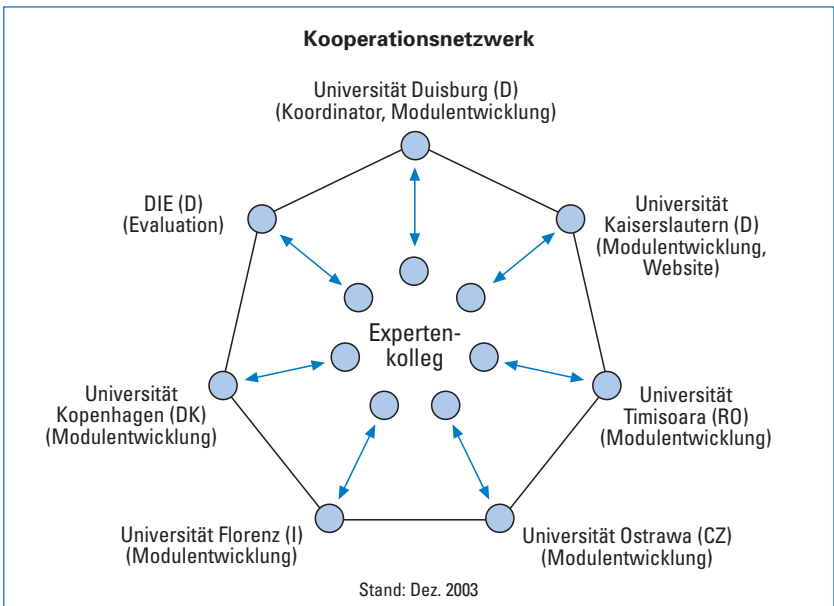 Kooperationsnetzwerk
Universität Duisburg (D)
(Koordinator, Modulentwicklung)
DIE (D)
(Evaluation)
Universität
Kaiserslautern (D)
(Modulentwicklung,
Website)
Experten-
kolleg
Universität
Kopenhagen (DK)
(Modulentwicklung)
Universität
Timisoara (RO)
(Modulentwicklung)
Universität Florenz (I)
(Modulentwicklung)
Universität Ostrawa (CZ)
(Modulentwicklung)
Stand: Dez. 2003